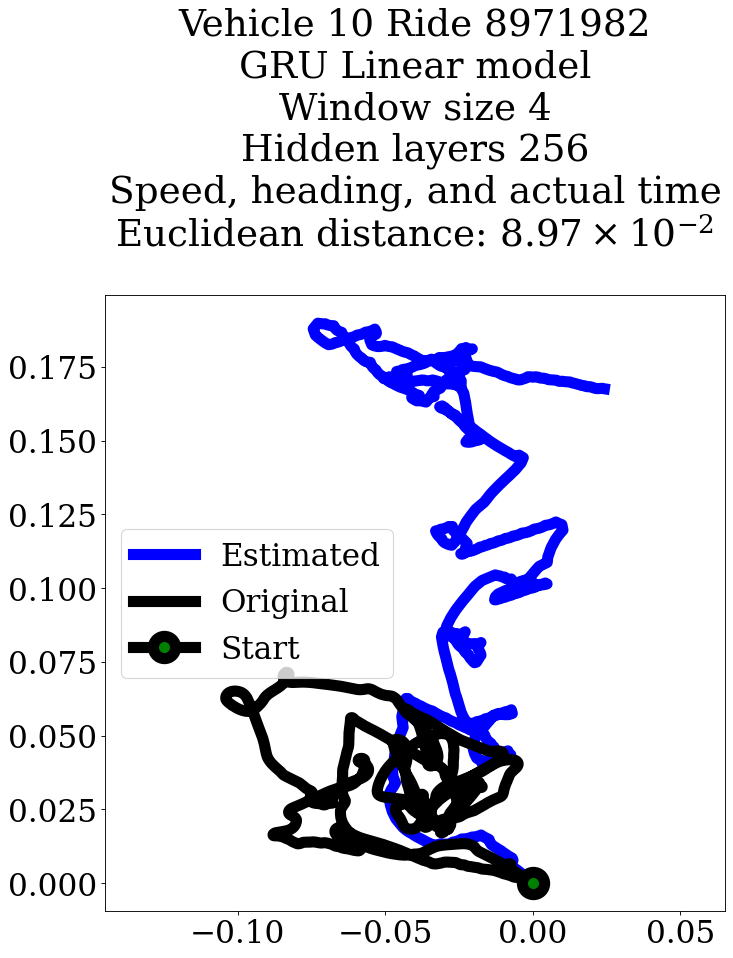 Vehicle 10 Ride 8971982
GRU Linear model
Window size 4
Hidden layers 256
Speed, heading, and actual time
Euclidean distance: 8.97 × 10⁻²
0.175
0.150
0.125
0.100
0.075
0.050
0.025
0.000
Estimated
Original
Start
−0.10
−0.05
0.00
0.05